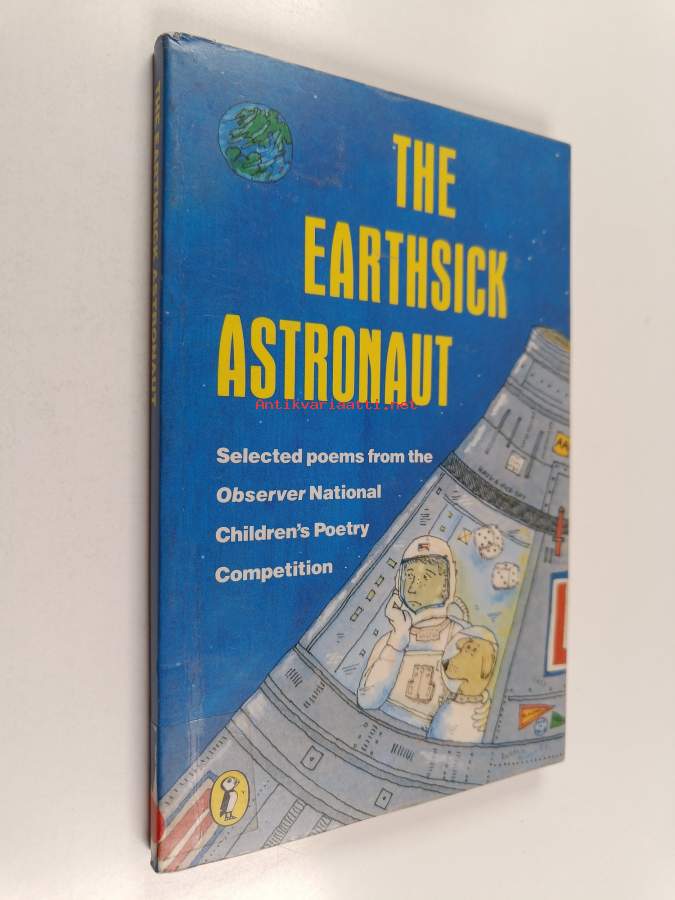 THE
EARTHSICK
ASTRONAUT
Antikvariaatti.net
Selected poems from the
Observer National
Children's Poetry
Competition
THE EARTHSICK ASTRONAUT